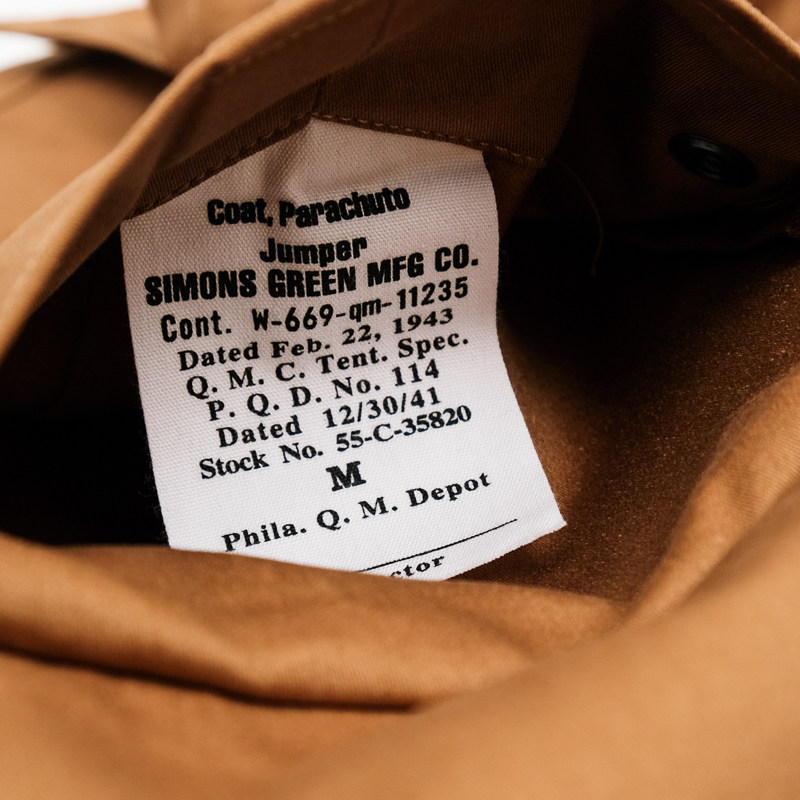 Coat, Parachuto
Jumper
SIMONS GREEN MFG CO.
Cont. W-669-qm-11235
Dated Feb. 22, 1943
Q. M. C. Tent. Spec.
P. Q. D. No. 114
Dated 12/30/41
Stock No. 55-C-35820
M
Phila. Q. M. Depot